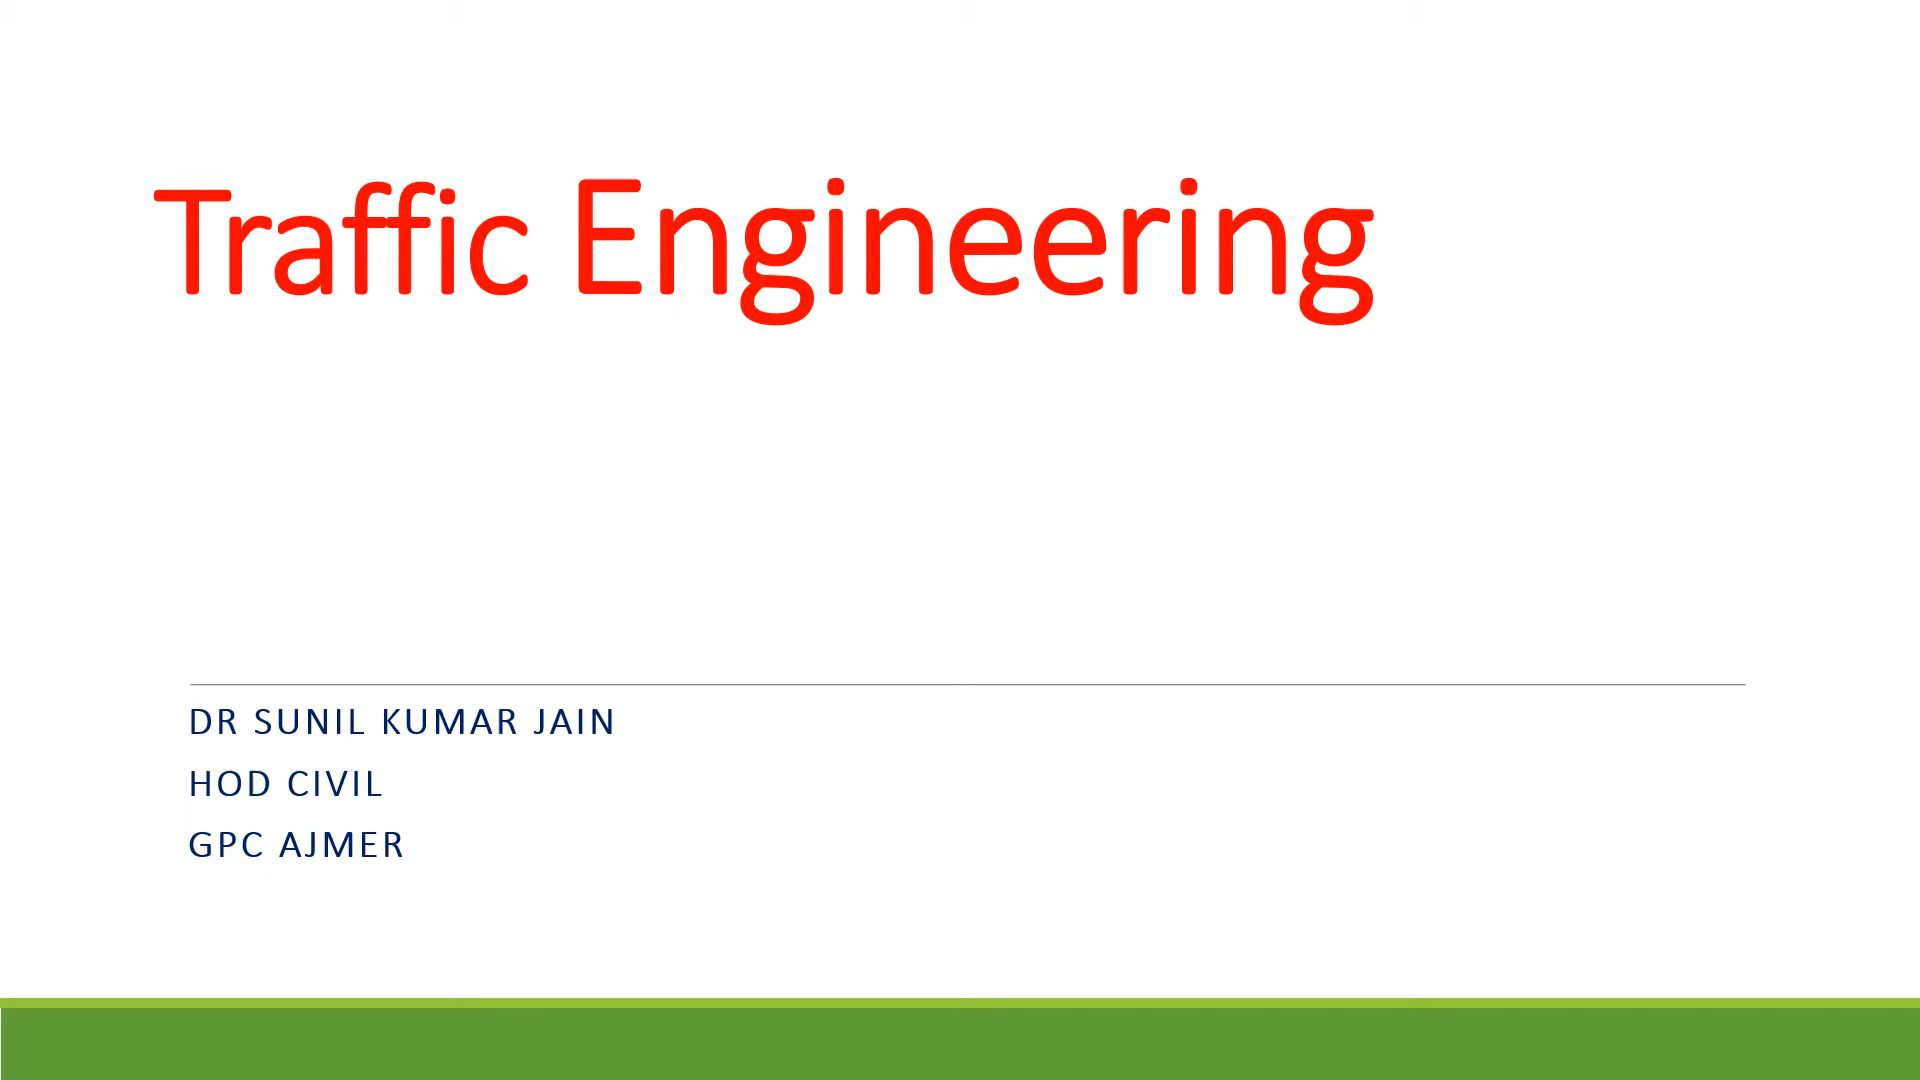 Traffic Engineering
DR SUNIL KUMAR JAIN
HOD CIVIL
GPC AJMER